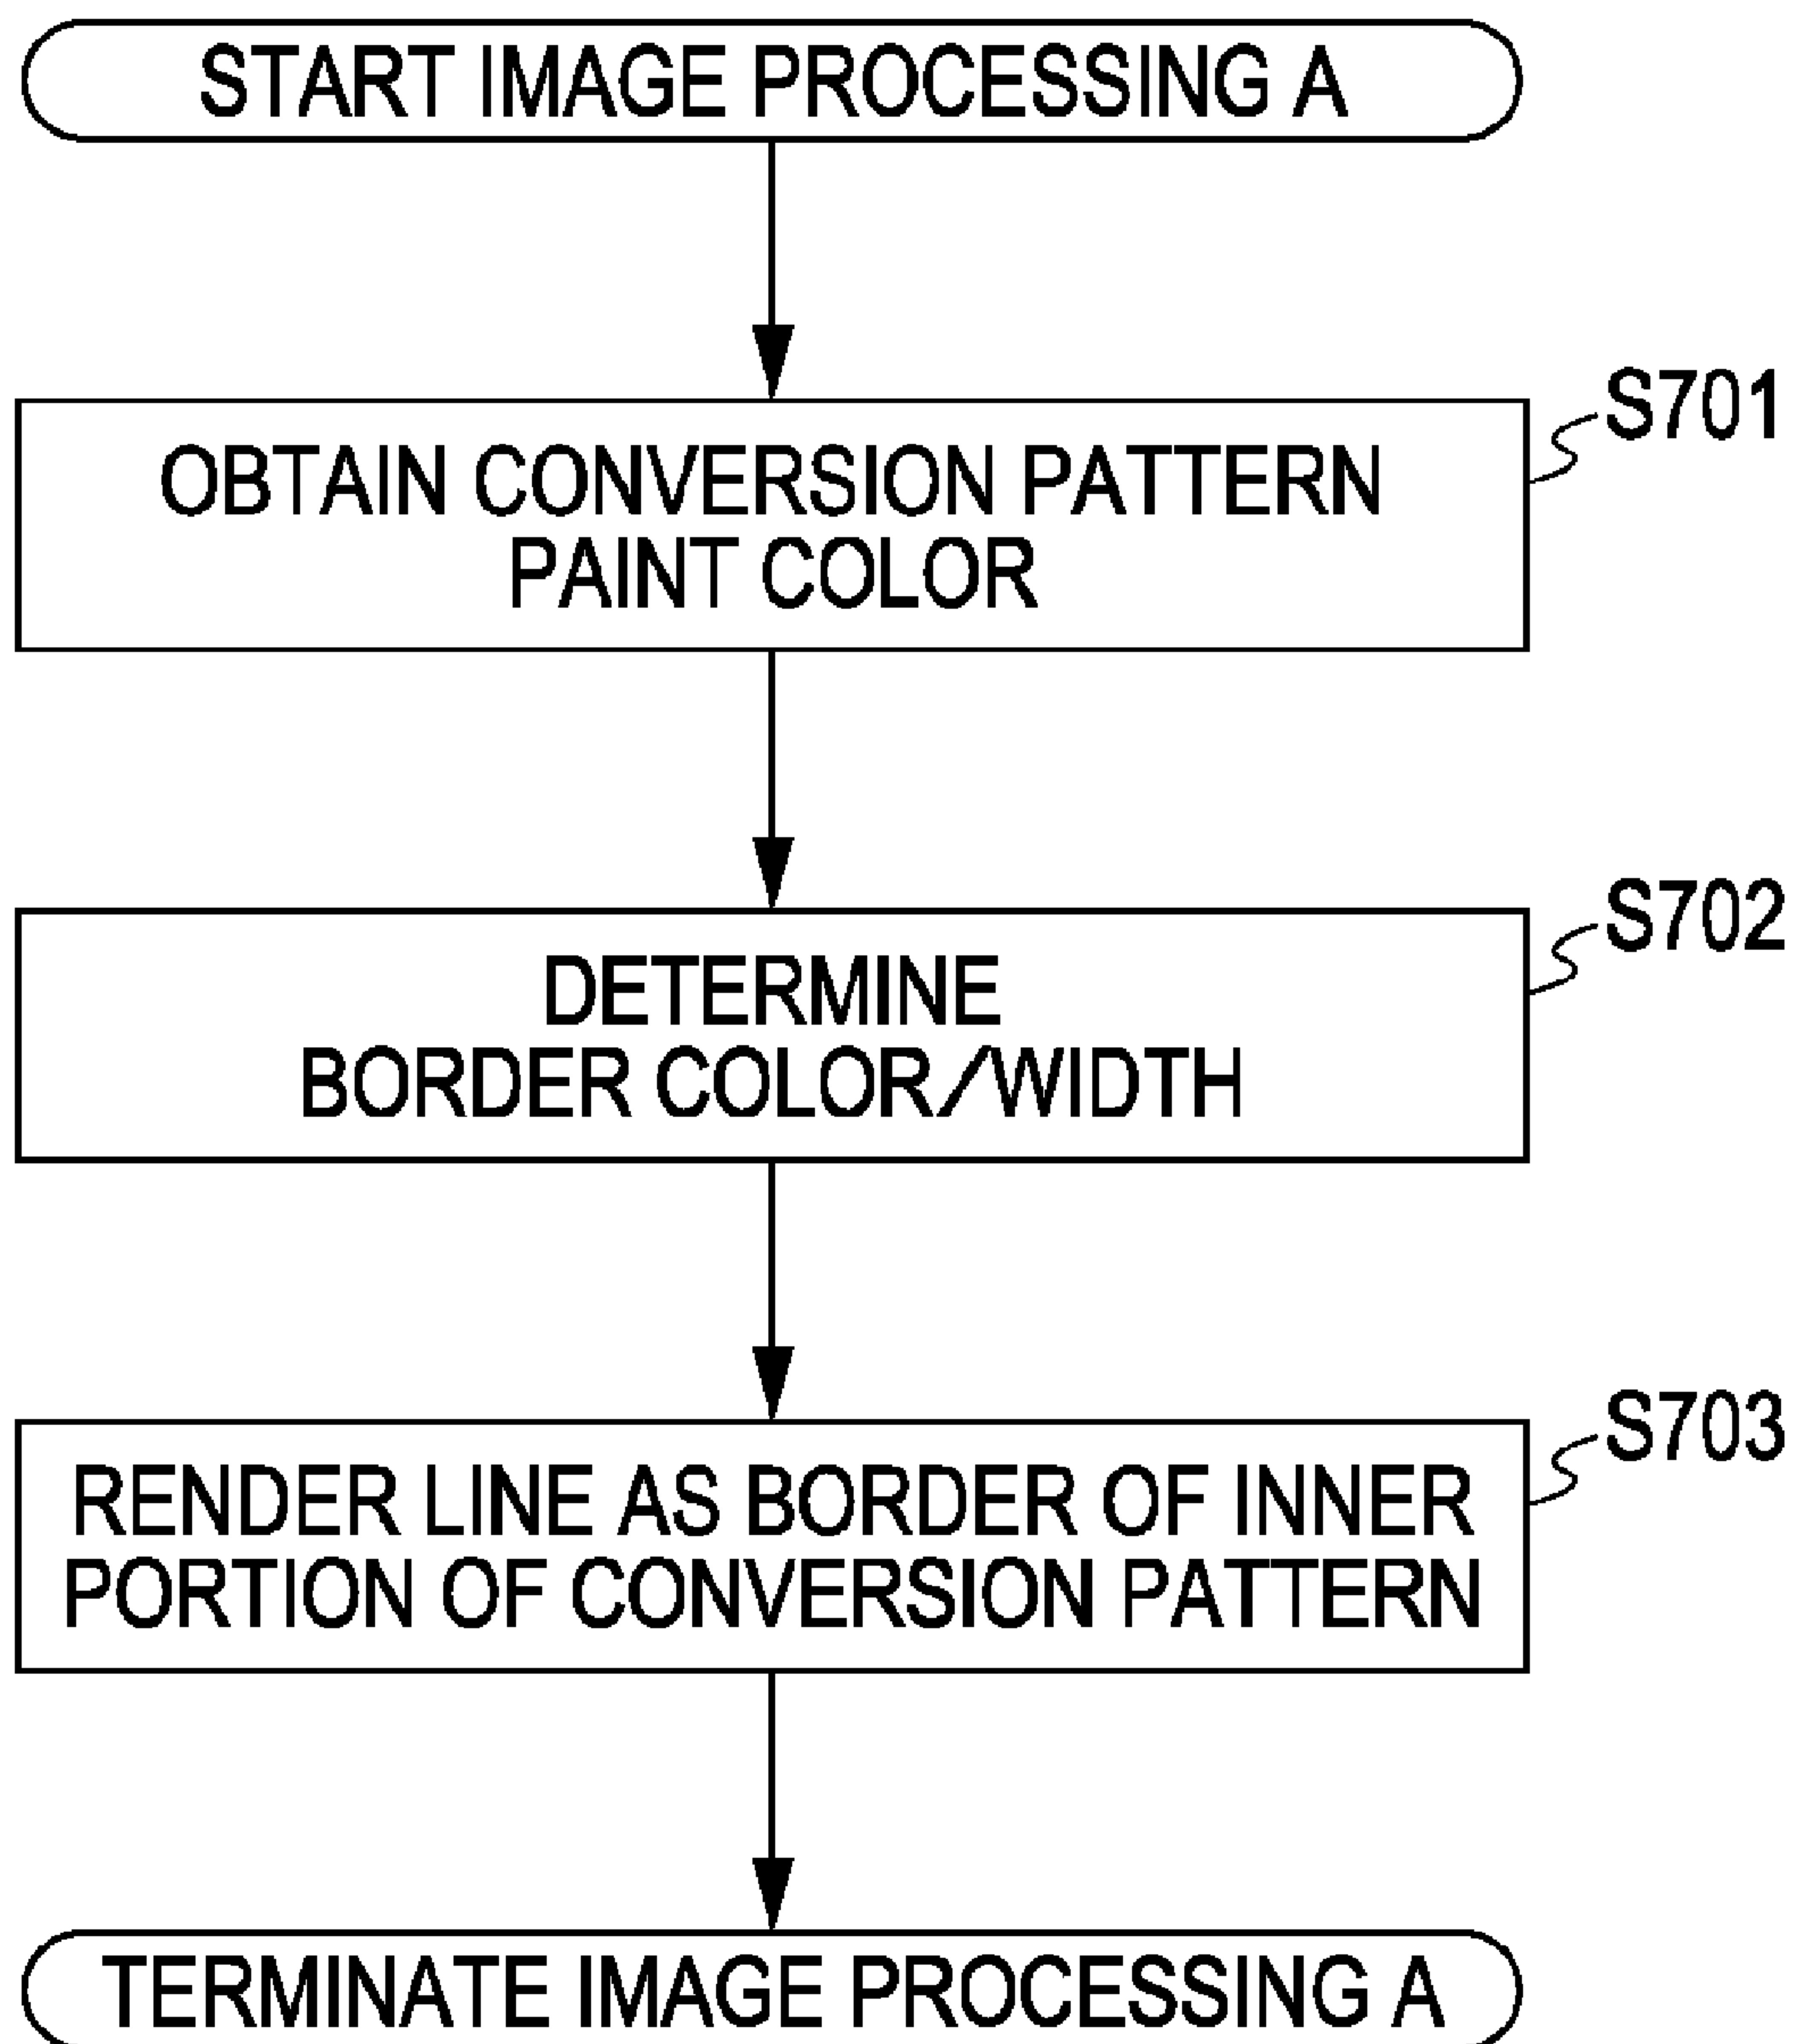 START IMAGE PROCESSING A
S701
OBTAIN CONVERSION PATTERN
PAINT COLOR
S702
DETERMINE
BORDER COLOR/WIDTH
S703
RENDER LINE AS BORDER OF INNER
PORTION OF CONVERSION PATTERN
TERMINATE IMAGE PROCESSING A